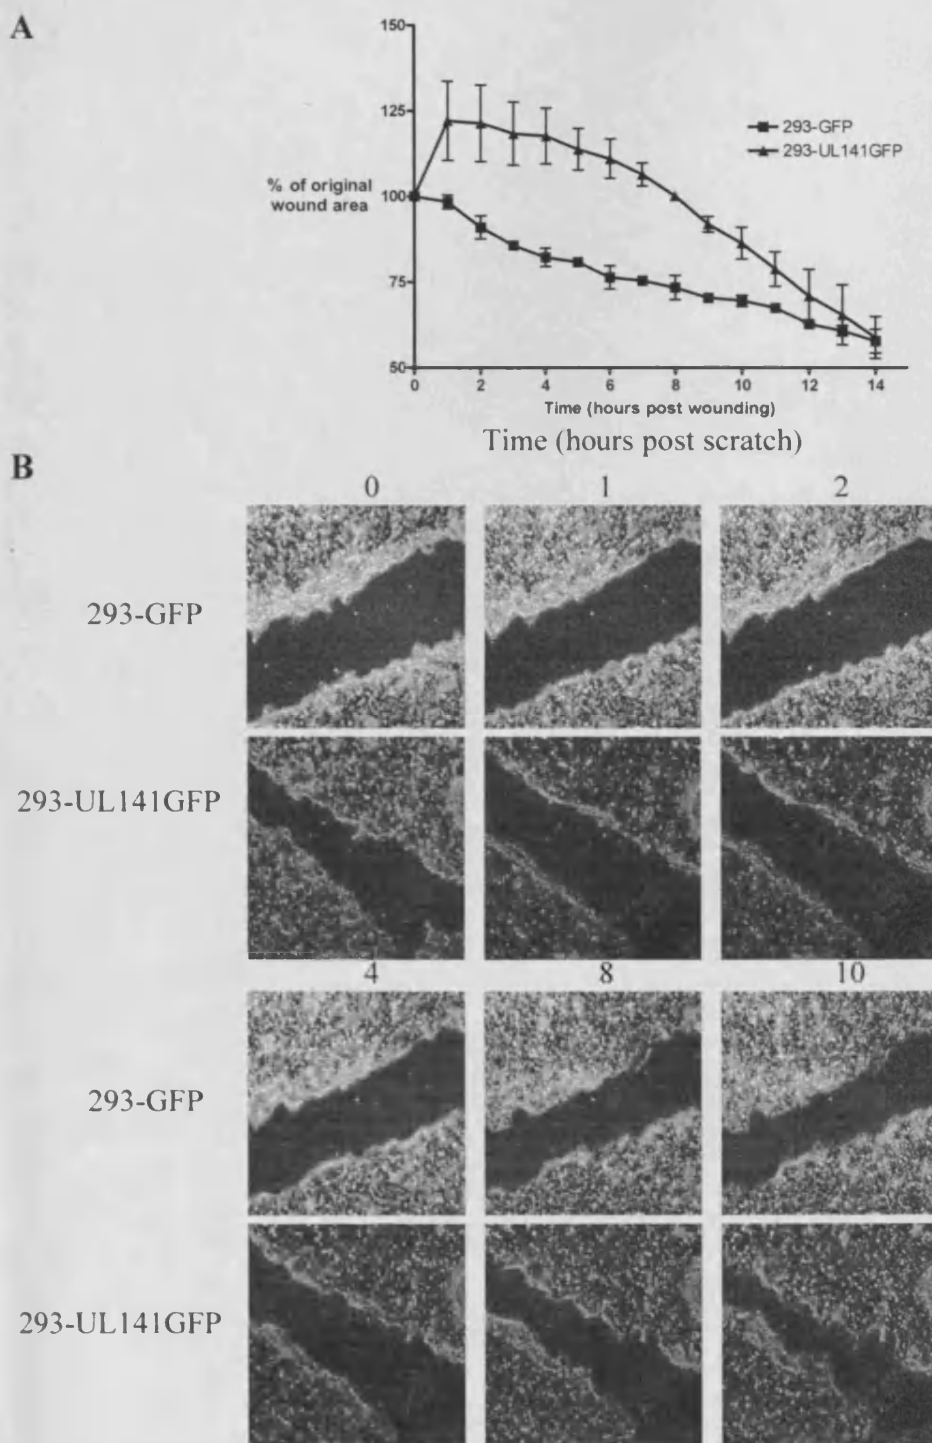 A
150
125
100
75
50
% of original
wound area
293-GFP
293-UL141GFP
0 2 4 6 8 10 12 14
Time (hours post wounding)
Time (hours post scratch)
B
0 1 2
293-GFP
293-UL141GFP
4 8 10
293-GFP
293-UL141GFP